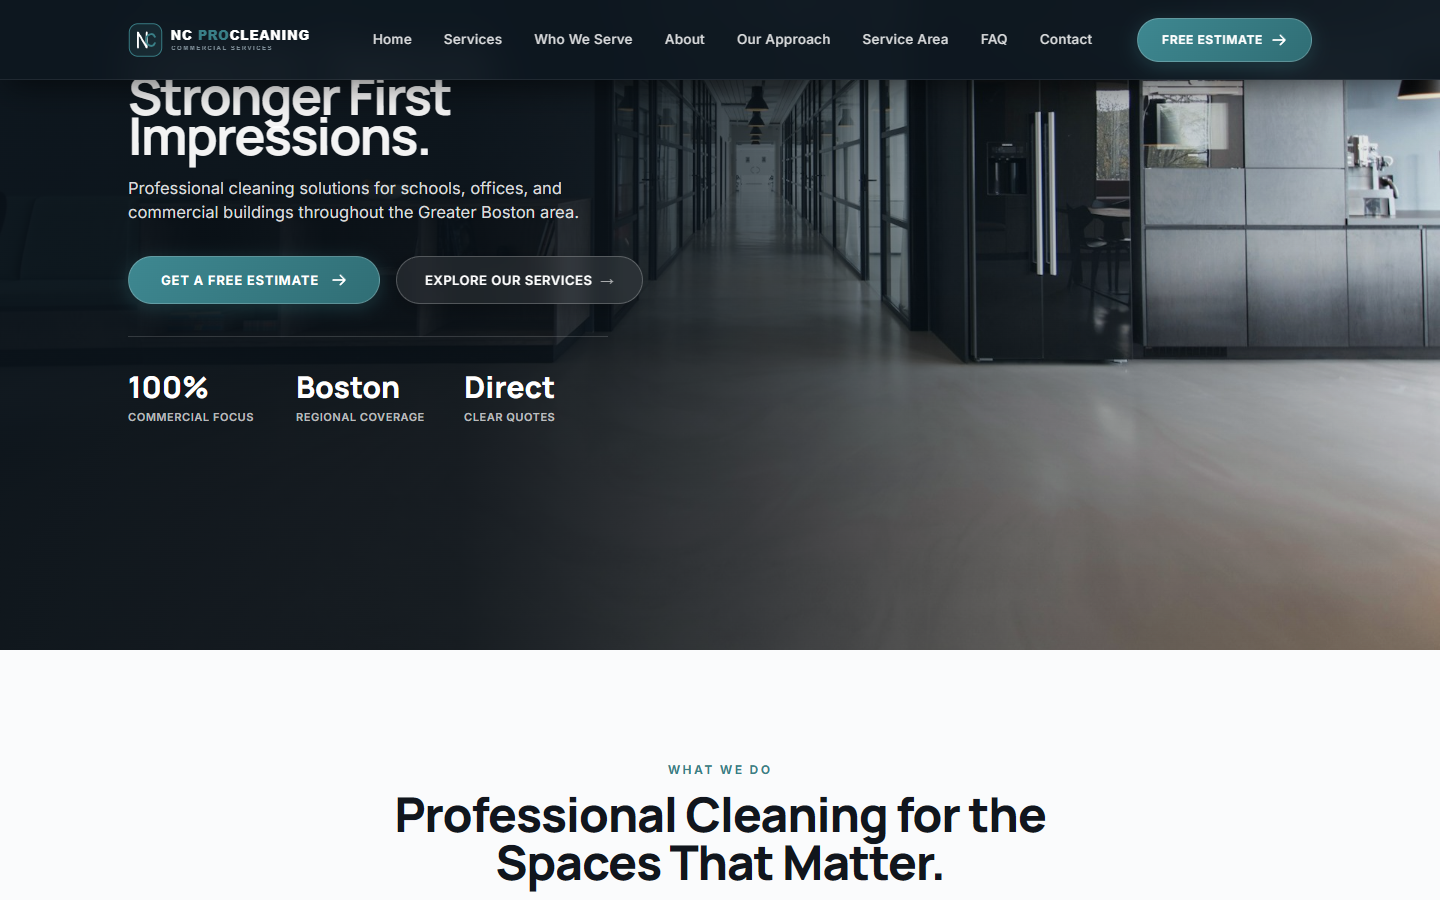 NC PROCLEANING
COMMERCIAL SERVICES
Home
Services
Who We Serve
About
Our Approach
Service Area
FAQ
Contact
FREE ESTIMATE →
Stronger First
Impressions.
Professional cleaning solutions for schools, offices, and
commercial buildings throughout the Greater Boston area.
GET A FREE ESTIMATE →
EXPLORE OUR SERVICES →
100%
COMMERCIAL FOCUS
Boston
REGIONAL COVERAGE
Direct
CLEAR QUOTES
WHAT WE DO
Professional Cleaning for the
Spaces That Matter.